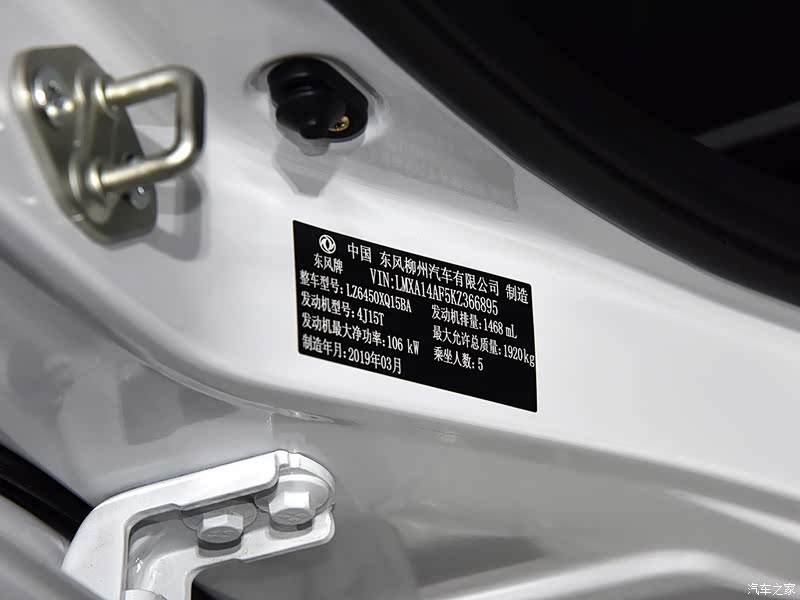 中国 东风柳州汽车有限公司 制造
东风牌 VIN:LMXA14AF5KZ366895
整车型号:LZ6450XQ15BA 发动机排量:1468 mL
发动机型号:4J15T 最大允许总质量:1920kg
发动机最大净功率:106 kW 乘坐人数:5
制造年月:2019年03月
汽车之家